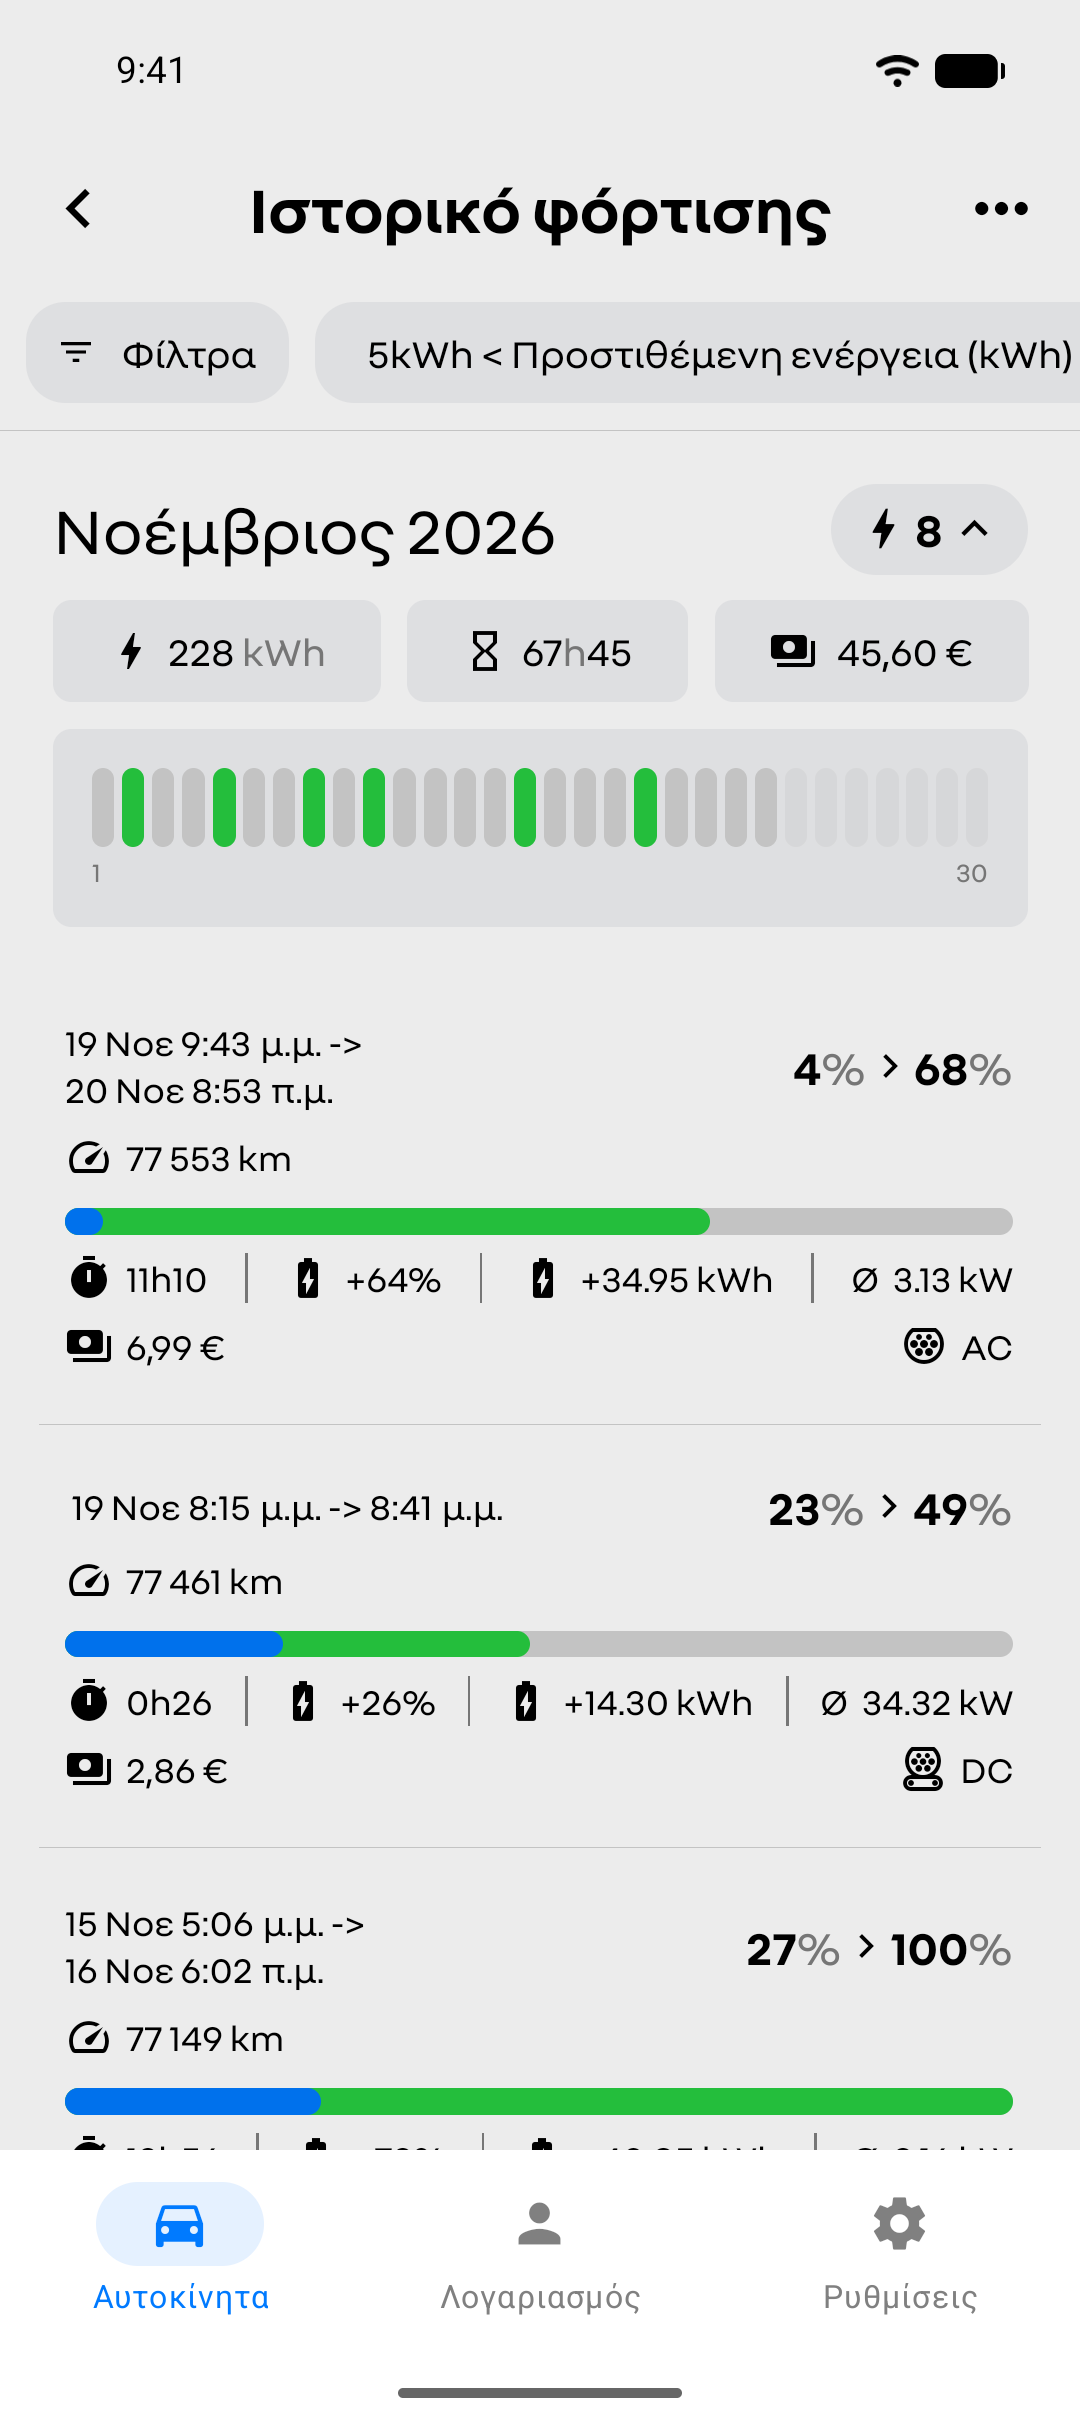 9:41
Ιστορικό φόρτισης
Φίλτρα
5kWh < Προστιθέμενη ενέργεια (kWh)
Νοέμβριος 2026
8
228 kWh
67h45
45,60 €
1
30
19 Νοε 9:43 μ.μ. ->
20 Νοε 8:53 π.μ.
4% > 68%
77 553 km
11h10
+64%
+34.95 kWh
Ø 3.13 kW
6,99 €
AC
19 Νοε 8:15 μ.μ. -> 8:41 μ.μ.
23% > 49%
77 461 km
0h26
+26%
+14.30 kWh
Ø 34.32 kW
2,86 €
DC
15 Νοε 5:06 μ.μ. ->
16 Νοε 6:02 π.μ.
27% > 100%
77 149 km
Αυτοκίνητα
Λογαριασμός
Ρυθμίσεις